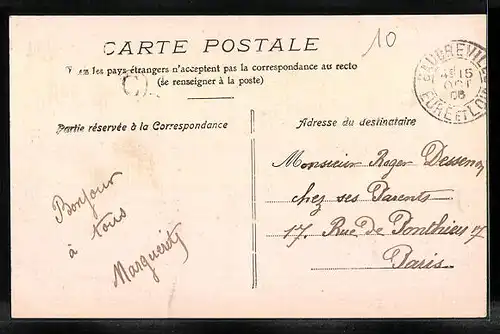 CARTE POSTALE
10
les pays étrangers n'acceptent pas la correspondance au recto
(se renseigner à la poste)
Partie réservée à la Correspondance
Adresse du destinataire
15
OCT
EURE ET LOIR
Monsieur Roger Dessenoy
chez ses Parents
17. Rue De Ponthieu 17
Paris
Bonjour
à tous
Marguerite